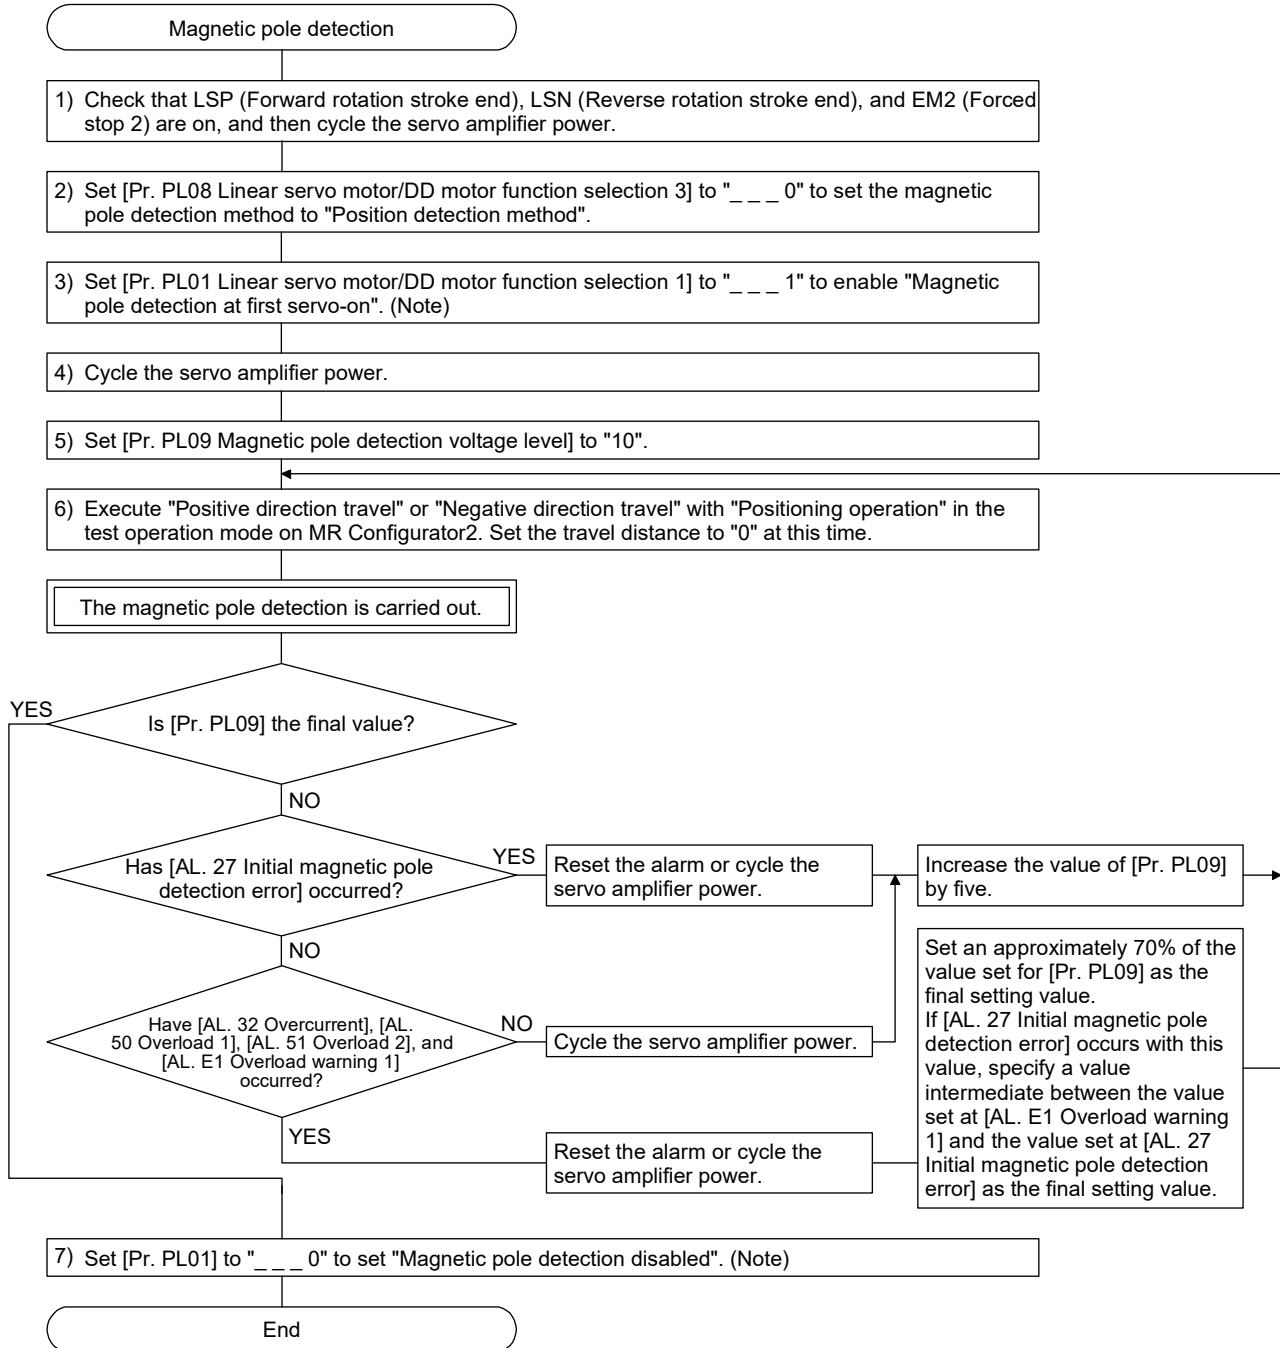 Magnetic pole detection
1) Check that LSP (Forward rotation stroke end), LSN (Reverse rotation stroke end), and EM2 (Forced
stop 2) are on, and then cycle the servo amplifier power.
2) Set [Pr. PL08 Linear servo motor/DD motor function selection 3] to "_ _ _ 0" to set the magnetic
pole detection method to "Position detection method".
3) Set [Pr. PL01 Linear servo motor/DD motor function selection 1] to "_ _ _ 1" to enable "Magnetic
pole detection at first servo-on". (Note)
4) Cycle the servo amplifier power.
5) Set [Pr. PL09 Magnetic pole detection voltage level] to "10".
6) Execute "Positive direction travel" or "Negative direction travel" with "Positioning operation" in the
test operation mode on MR Configurator2. Set the travel distance to "0" at this time.
The magnetic pole detection is carried out.
YES
Is [Pr. PL09] the final value?
NO
Has [AL. 27 Initial magnetic pole
detection error] occurred?
YES
Reset the alarm or cycle the
servo amplifier power.
Increase the value of [Pr. PL09]
by five.
NO
Have [AL. 32 Overcurrent], [AL.
50 Overload 1], [AL. 51 Overload 2], and
[AL. E1 Overload warning 1]
occurred?
NO
Cycle the servo amplifier power.
Set an approximately 70% of the
value set for [Pr. PL09] as the
final setting value.
If [AL. 27 Initial magnetic pole
detection error] occurs with this
value, specify a value
intermediate between the value
set at [AL. E1 Overload warning
1] and the value set at [AL. 27
Initial magnetic pole detection
error] as the final setting value.
YES
Reset the alarm or cycle the
servo amplifier power.
7) Set [Pr. PL01] to "_ _ _ 0" to set "Magnetic pole detection disabled". (Note)
End